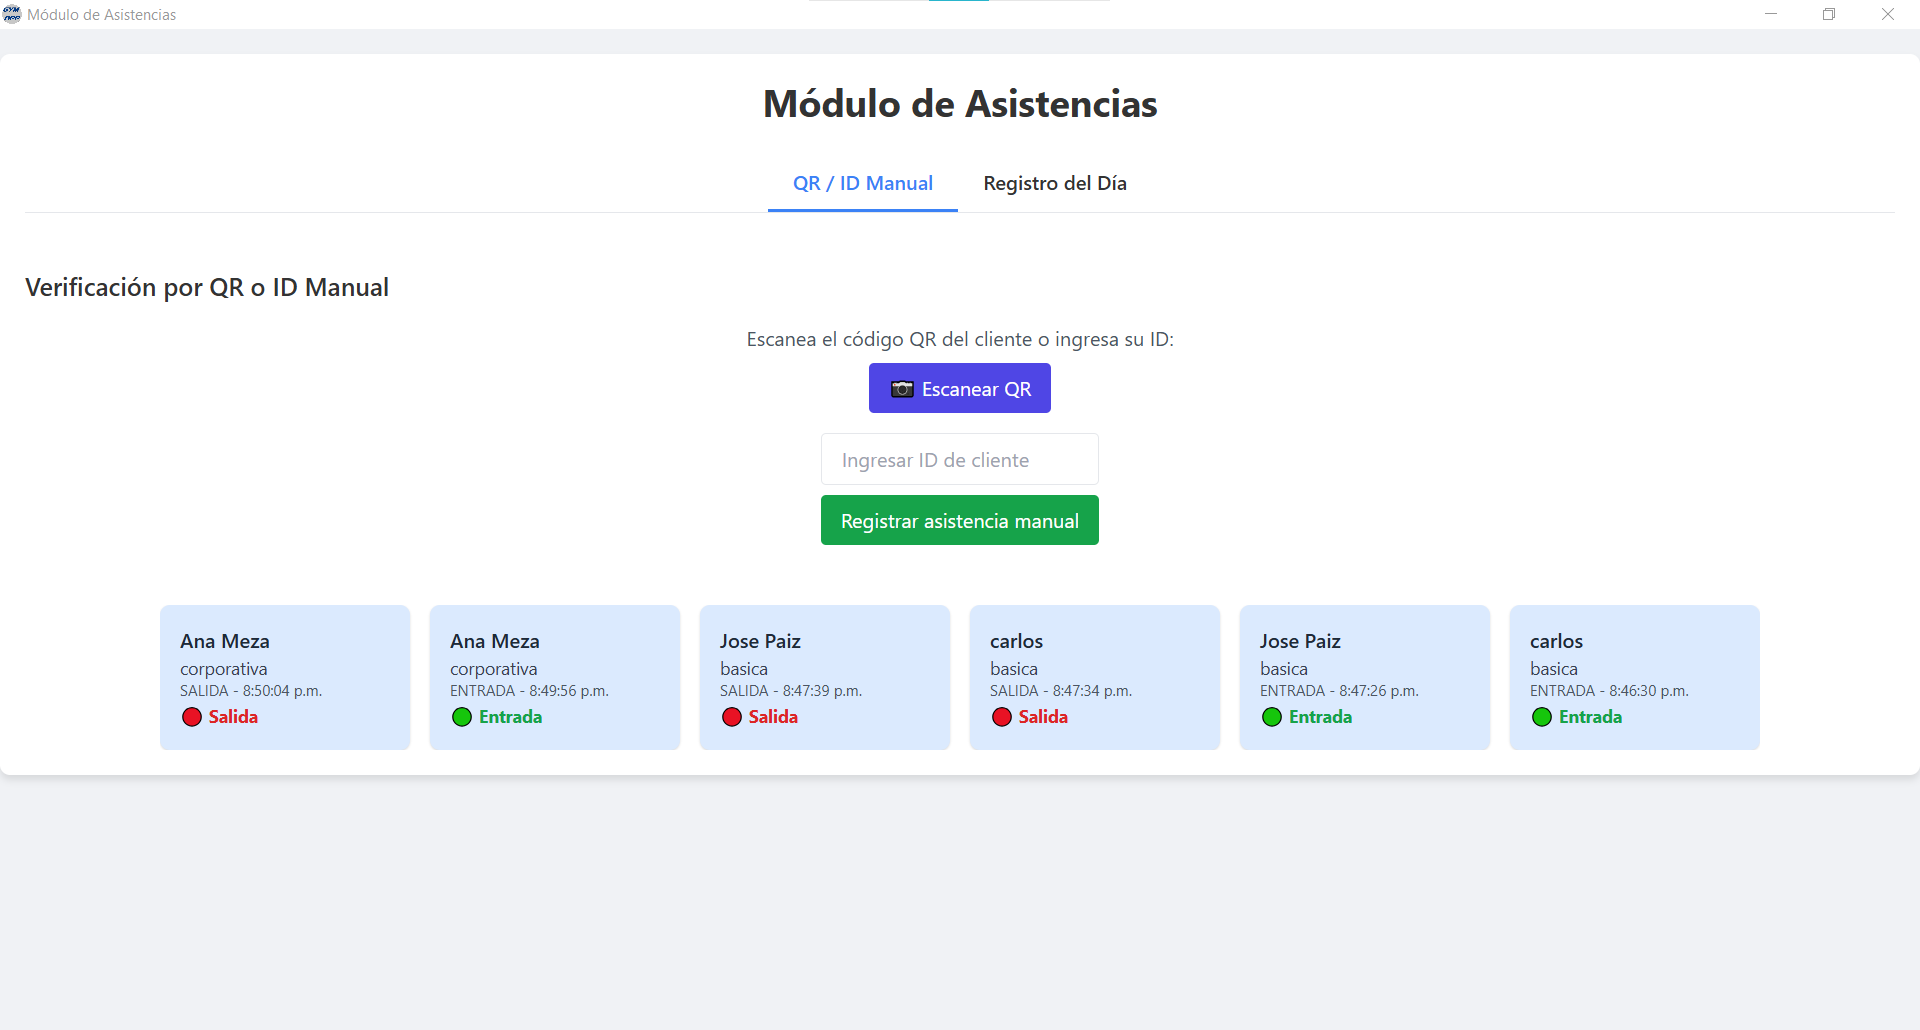 GYM APP
Módulo de Asistencias
Módulo de Asistencias
QR / ID Manual
Registro del Día
Verificación por QR o ID Manual
Escanea el código QR del cliente o ingresa su ID:
Escanear QR
Ingresar ID de cliente
Registrar asistencia manual
Ana Meza
corporativa
SALIDA - 8:50:04 p.m.
Salida
Ana Meza
corporativa
ENTRADA - 8:49:56 p.m.
Entrada
Jose Paiz
basica
SALIDA - 8:47:39 p.m.
Salida
carlos
basica
SALIDA - 8:47:34 p.m.
Salida
Jose Paiz
basica
ENTRADA - 8:47:26 p.m.
Entrada
carlos
basica
ENTRADA - 8:46:30 p.m.
Entrada